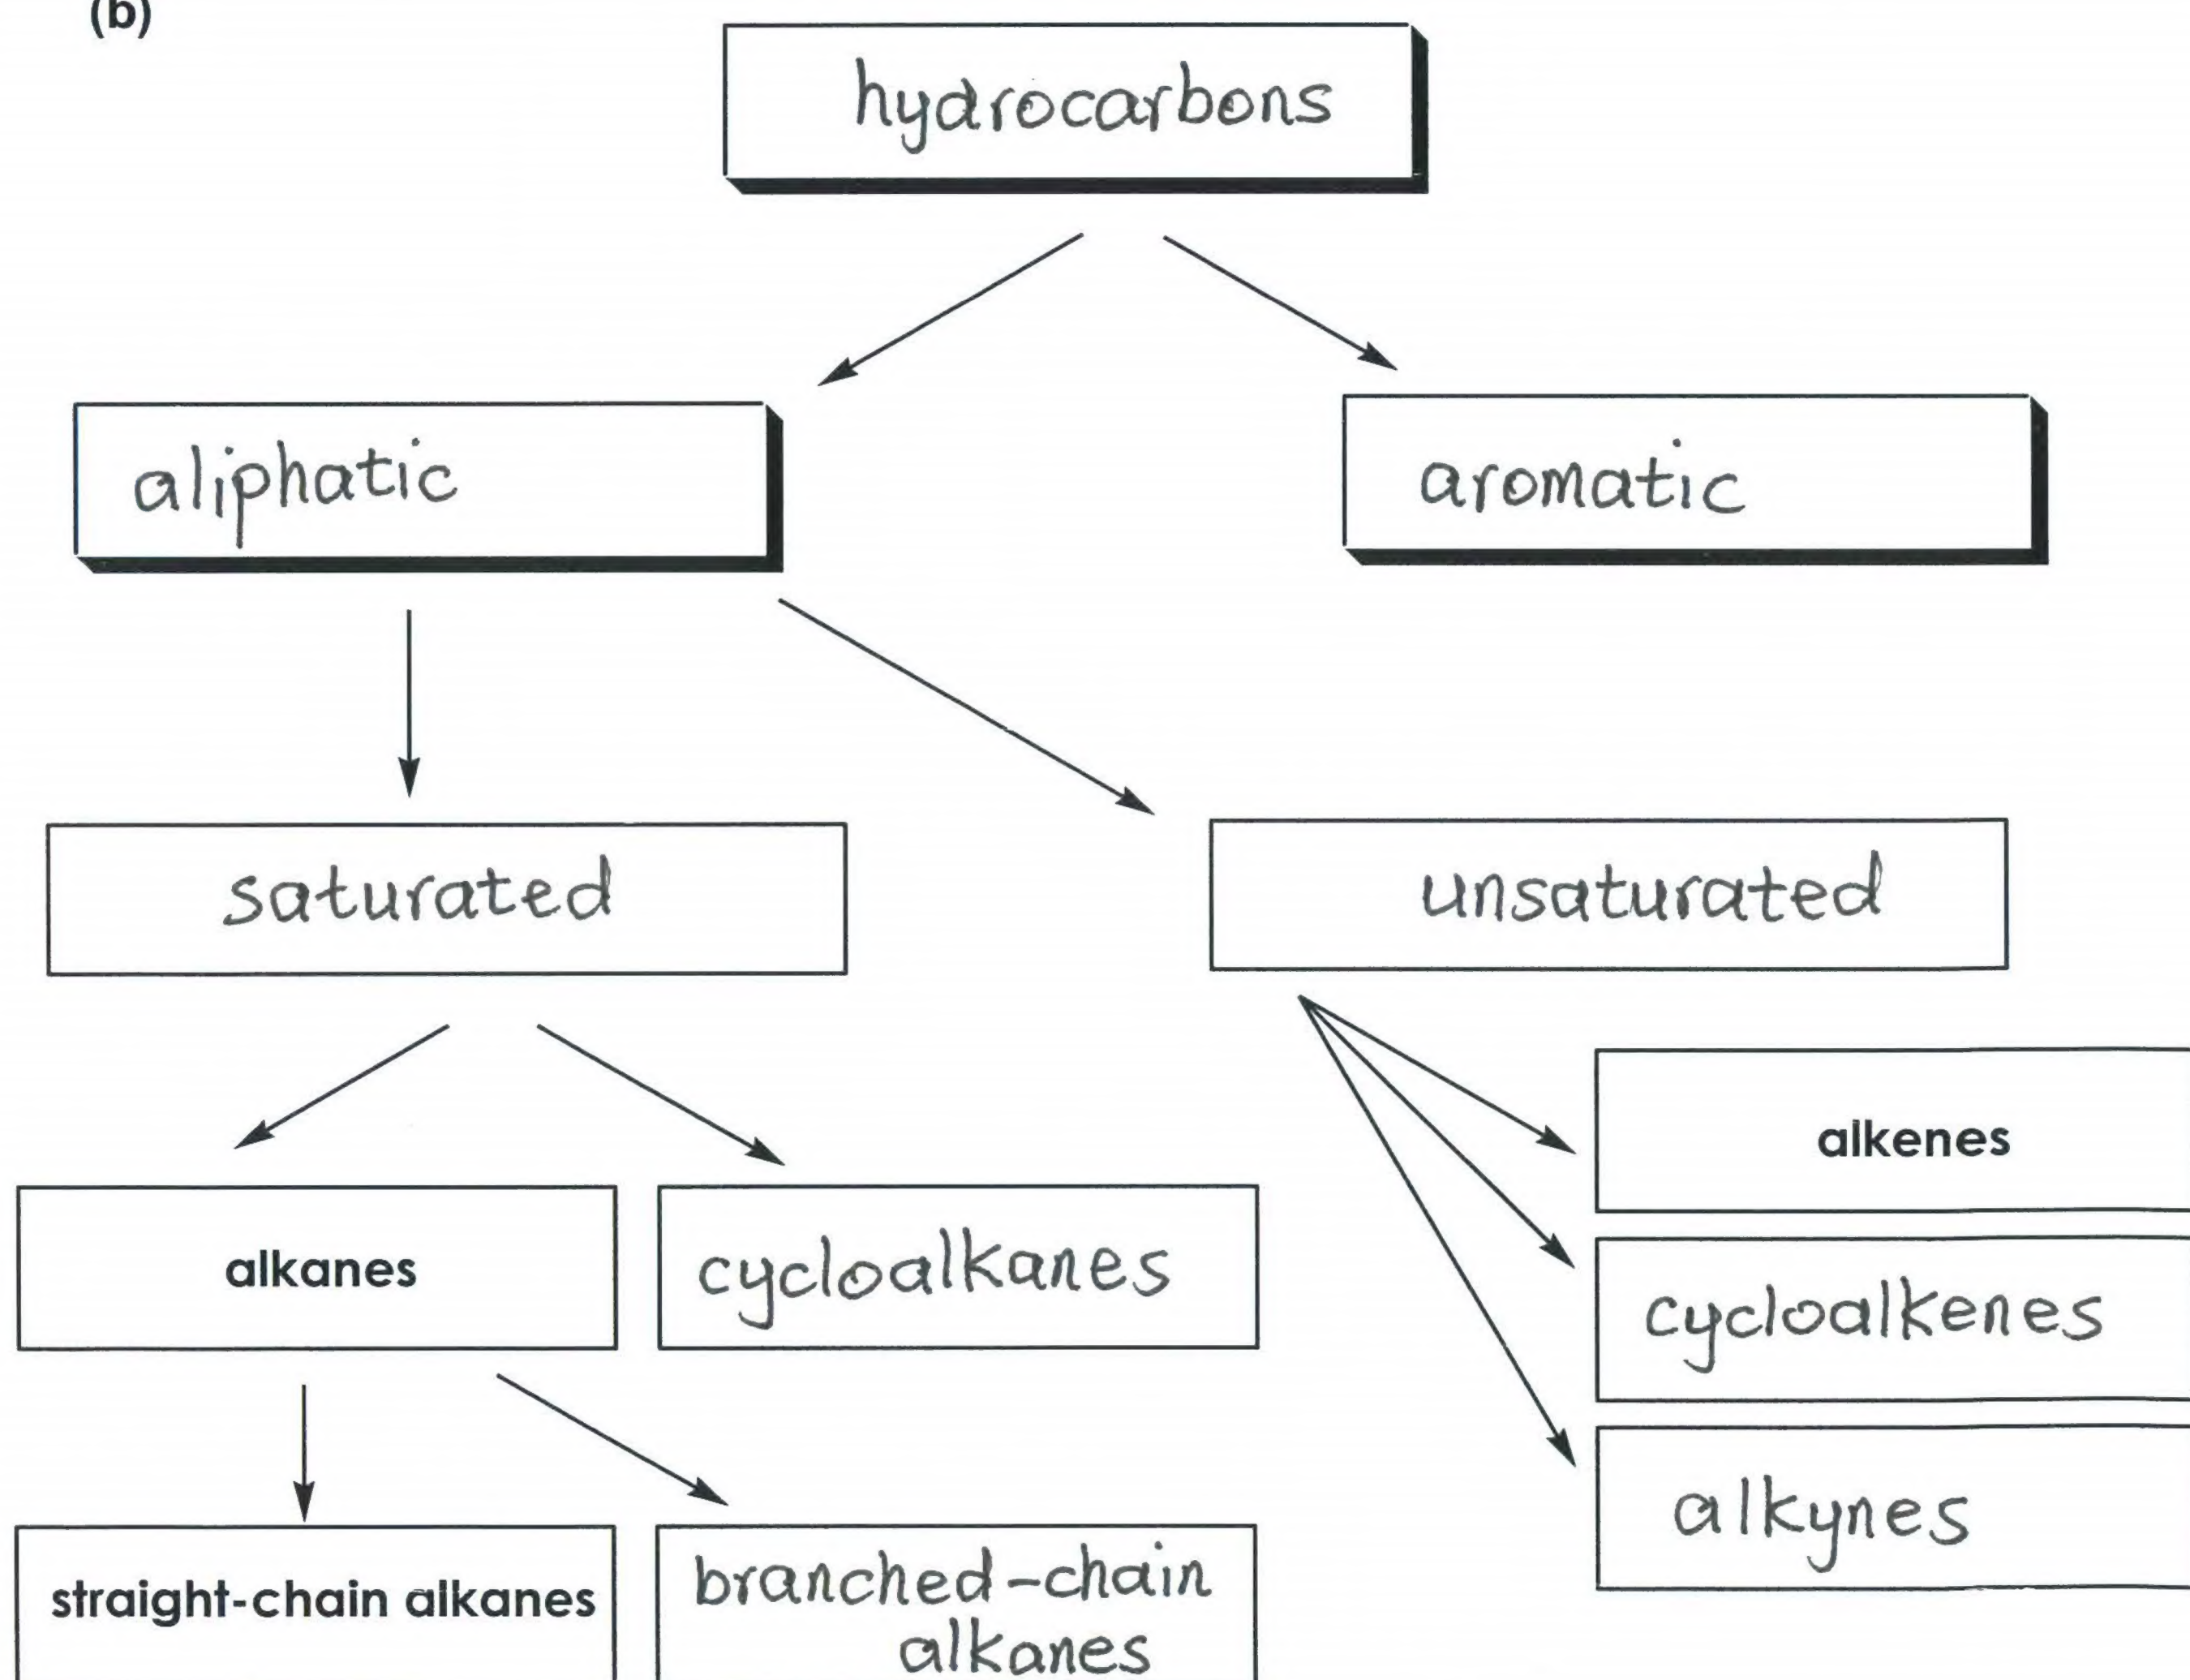 (b)
hydrocarbons
aliphatic
aromatic
saturated
unsaturated
alkenes
alkanes
cycloalkanes
cycloalkenes
alkynes
straight-chain alkanes
branched-chain
alkanes